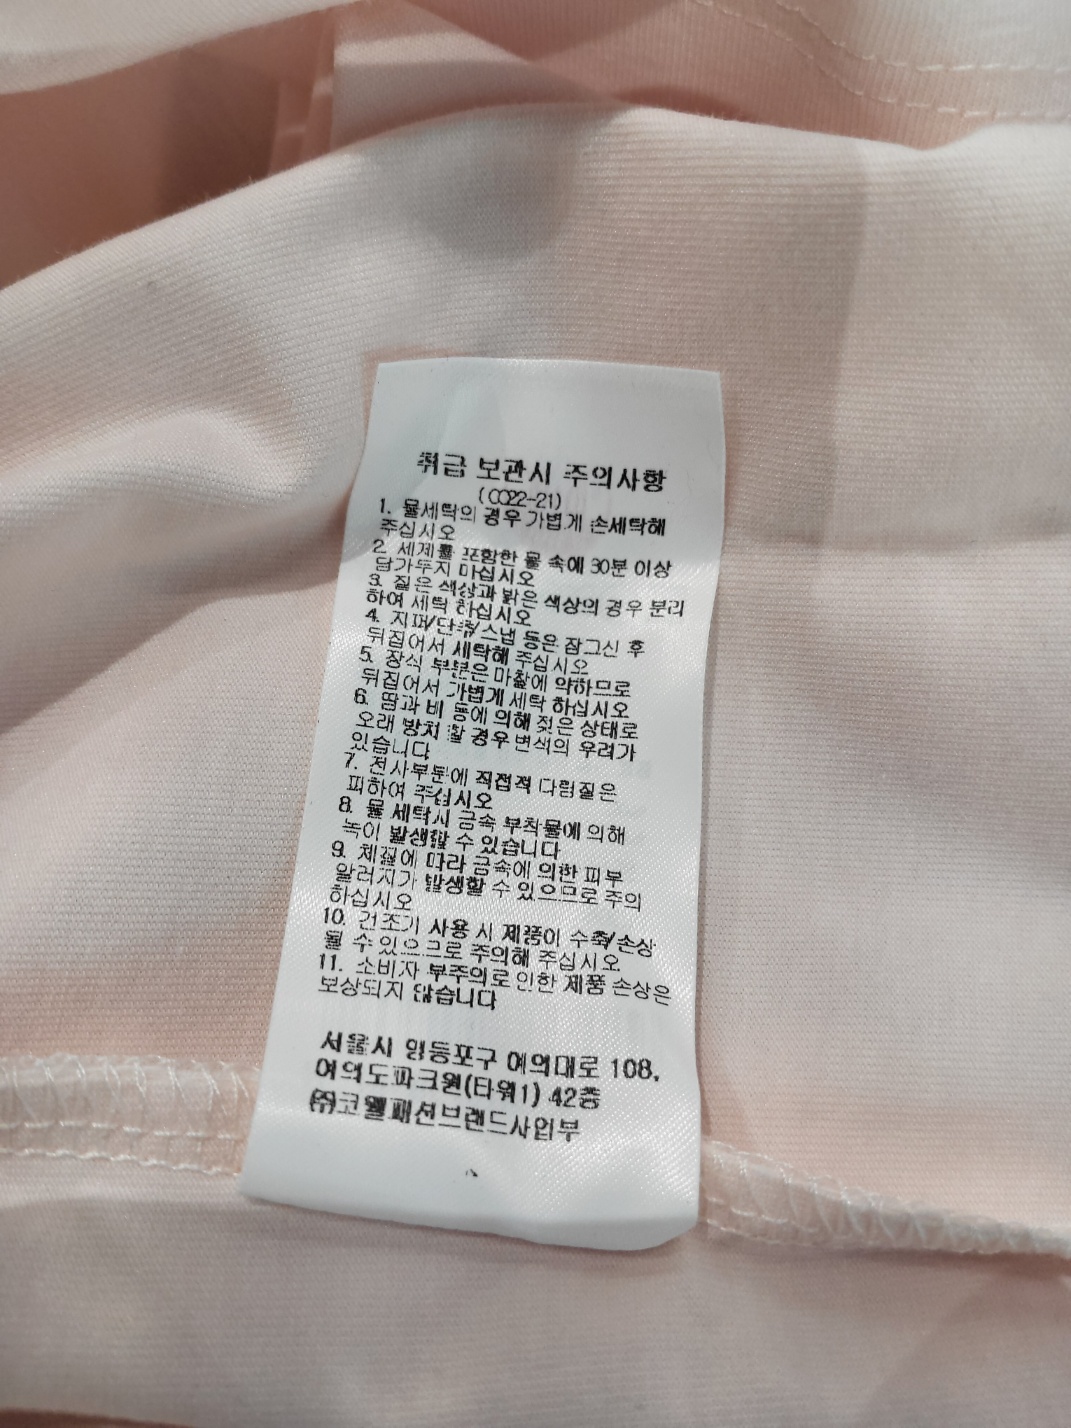 취급 보관시 주의사항
(CC22-21)
1. 물세탁의 경우 가볍게 손세탁해
주십시오
2. 세제를 포함한 물 속에 30분 이상
담가두지 마십시오
3. 짙은 색상과 밝은 색상의 경우 분리
하여 세탁 하십시오
4. 지퍼/단추/스냅 등은 잠그신 후
뒤집어서 세탁해 주십시오
5. 장식 부분은 마찰에 약하므로
뒤집어서 가볍게 세탁 하십시오
6. 땀과 비 등에 의해 젖은 상태로
오래 방치 할 경우 변색의 우려가
있습니다
7. 전사부분에 직접적 다림질은
피하여 주십시오
8. 물 세탁시 금속 부착물에 의해
녹이 발생할 수 있습니다
9. 체질에 따라 금속에 의한 피부
알러지가 발생할 수 있으므로 주의
하십시오
10. 건조기 사용 시 제품이 수축/손상
될 수 있으므로 주의해 주십시오
11. 소비자 부주의로 인한 제품 손상은
보상되지 않습니다
서울시 영등포구 여의대로 108,
여의도파크원(타워1) 42층
㈜코웰패션브랜드사업부